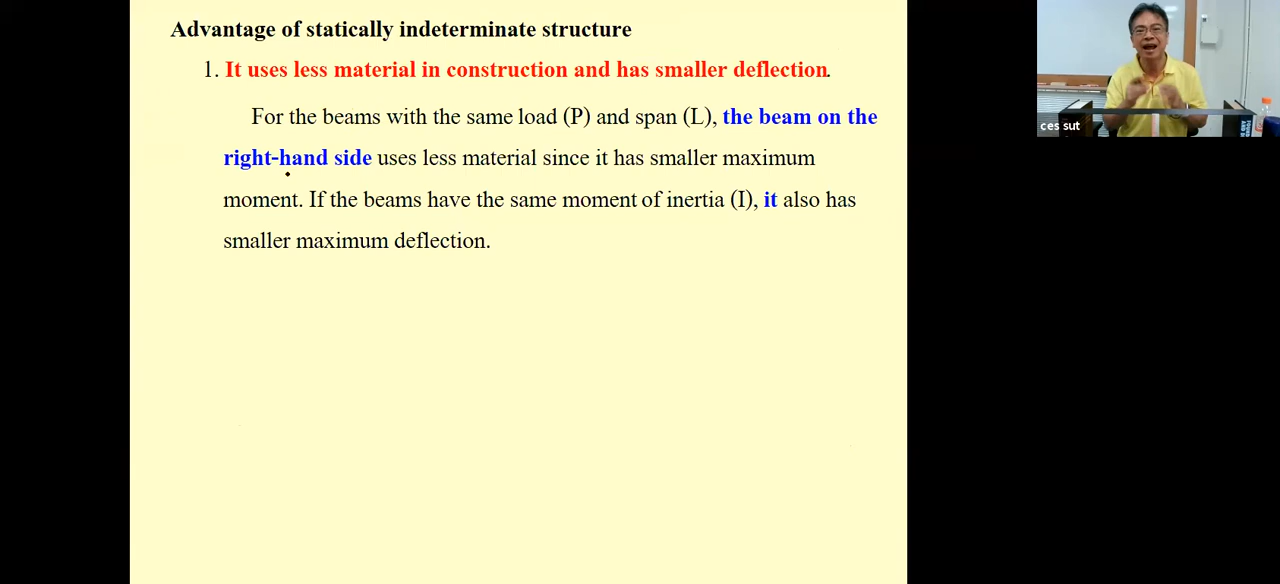 Advantage of statically indeterminate structure
1. It uses less material in construction and has smaller deflection.
For the beams with the same load (P) and span (L), the beam on the
right-hand side uses less material since it has smaller maximum
moment. If the beams have the same moment of inertia (I), it also has
smaller maximum deflection.
ces sut